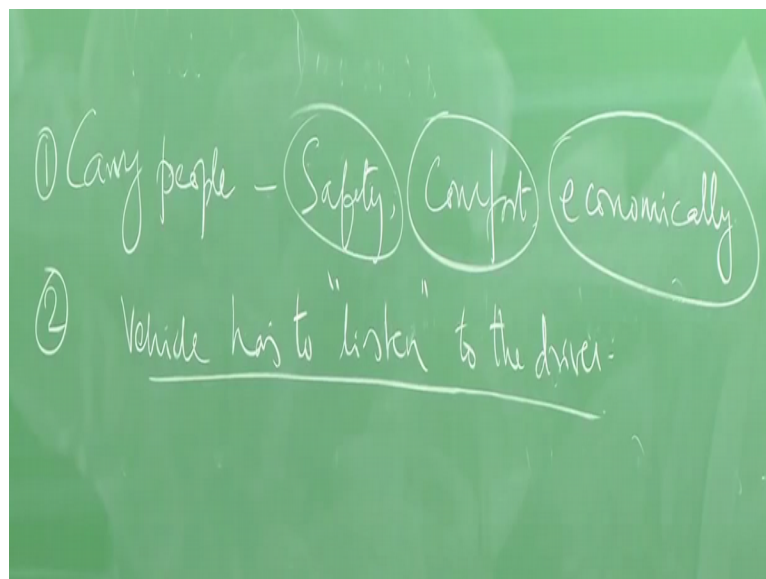 ① Carry people – Safety, Comfort, economically
② Vehicle has to "listen" to the driver.